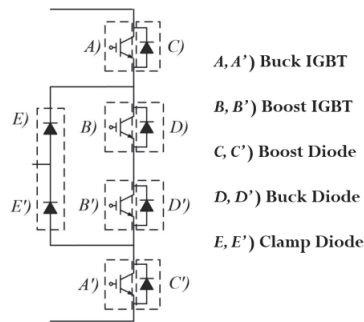 A)
C)
E)
B)
D)
E')
B')
D')
A')
C')
A, A') Buck IGBT
B, B') Boost IGBT
C, C') Boost Diode
D, D') Buck Diode
E, E') Clamp Diode